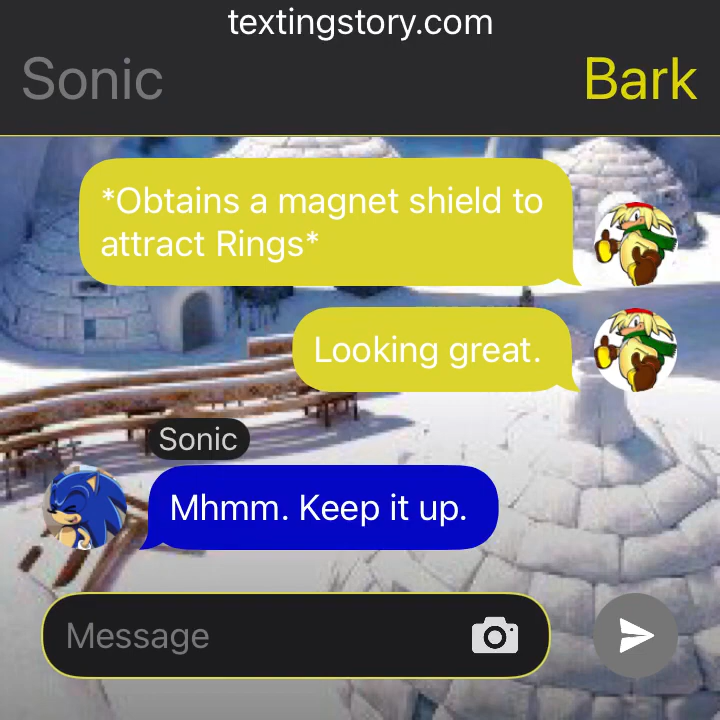 textingstory.com
Sonic
Bark
*Obtains a magnet shield to
attract Rings*
Looking great.
Sonic
Mhmm. Keep it up.
Message